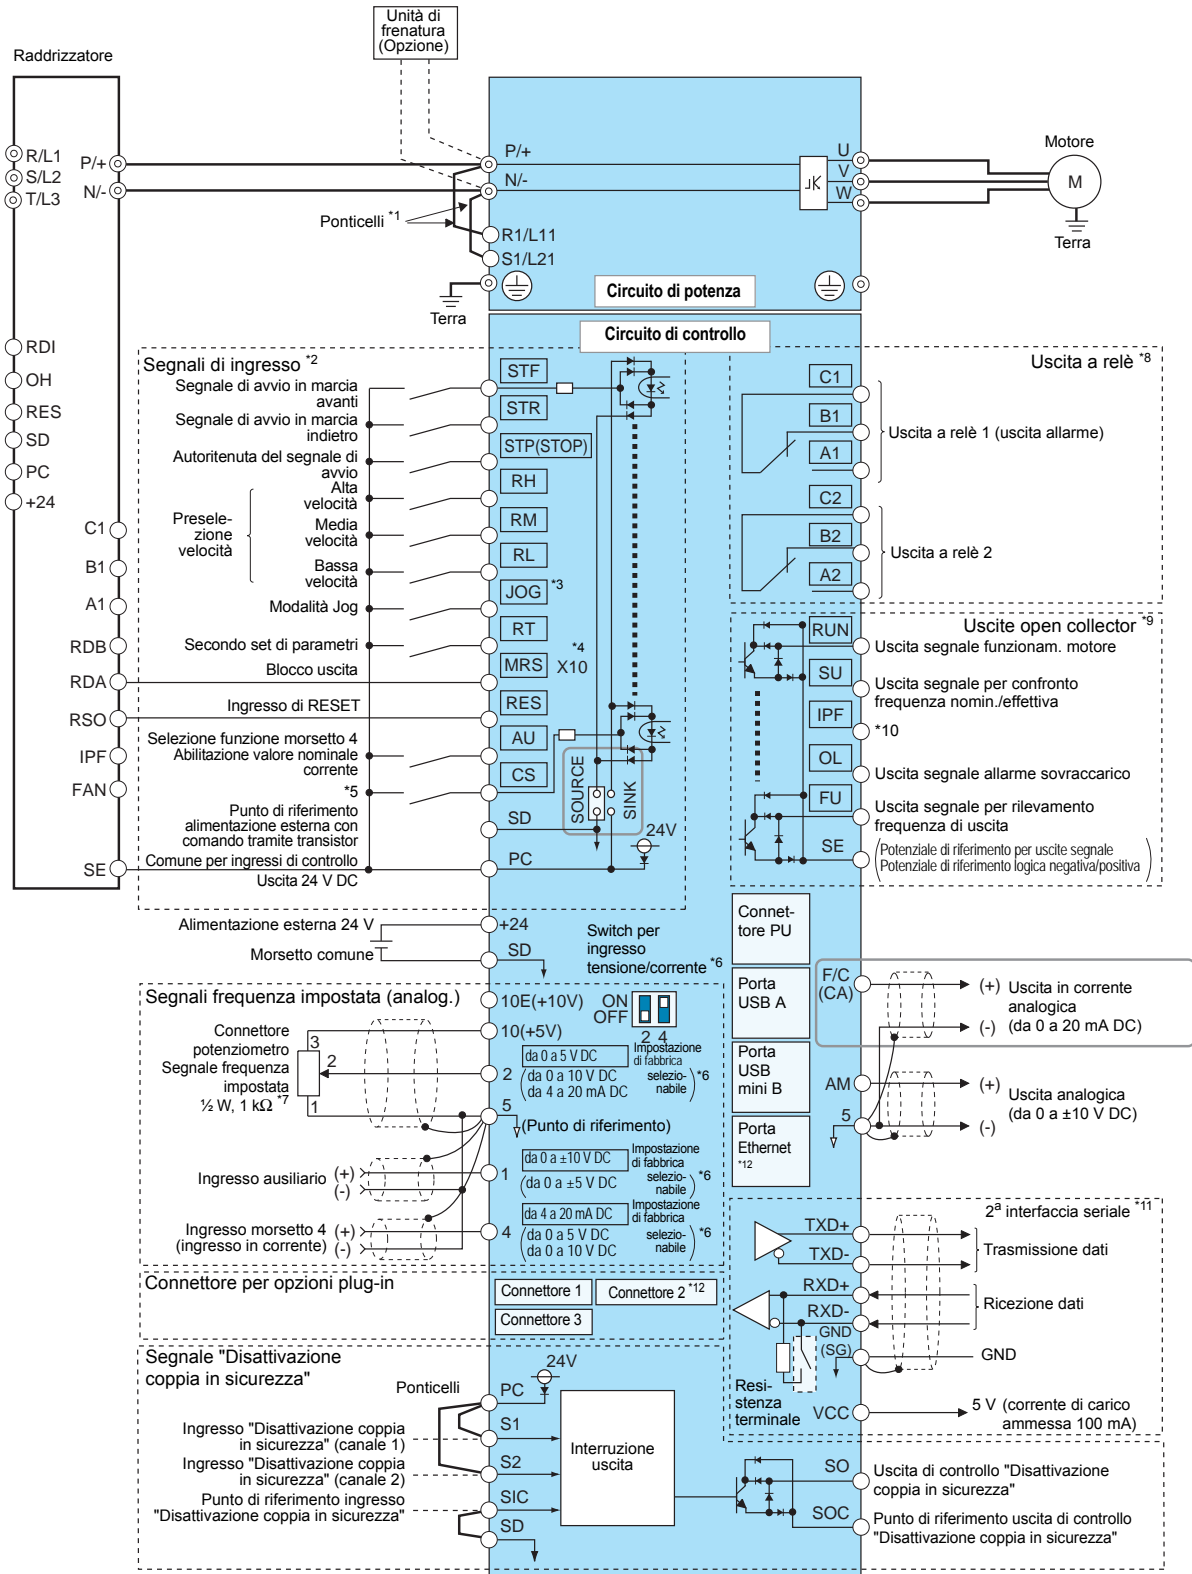 Unità di
frenatura
(Opzione)
Raddrizzatore
R/L1
S/L2
T/L3
P/+
N/-
P/+
N/-
U
V
W
Motore
M
Terra
Ponticelli *1
R1/L11
S1/L21
Terra
Circuito di potenza
Circuito di controllo
RDI
OH
RES
SD
PC
+24
C1
B1
A1
RDB
RDA
RSO
IPF
FAN
SE
Segnali di ingresso *2
Segnale di avvio in marcia
avanti
Segnale di avvio in marcia
indietro
Autoritenuta del segnale di
avvio
Preselezione
velocità
Alta
velocità
Media
velocità
Bassa
velocità
Modalità Jog
Secondo set di parametri
Blocco uscita
Ingresso di RESET
Selezione funzione morsetto 4
Abilitazione valore nominale
corrente
*5
Punto di riferimento
alimentazione esterna con
comando tramite transistor
Comune per ingressi di controllo
Uscita 24 V DC
STF
STR
STP(STOP)
RH
RM
RL
JOG *3
RT
MRS *4 X10
RES
AU
CS
SD
PC
SOURCE
SINK
24V
Uscita a relè *8
C1
B1
A1
Uscita a relè 1 (uscita allarme)
C2
B2
A2
Uscita a relè 2
Uscite open collector *9
RUN
Uscita segnale funzionam. motore
SU
Uscita segnale per confronto
frequenza nomin./effettiva
IPF
*10
OL
Uscita segnale allarme sovraccarico
FU
Uscita segnale per rilevamento
frequenza di uscita
SE
(Potenziale di riferimento per uscite segnale
Potenziale di riferimento logica negativa/positiva)
Alimentazione esterna 24 V
Morsetto comune
+24
SD
Switch per
ingresso
tensione/corrente *6
ON
OFF
2 4
Connet-
tore PU
Porta
USB A
Porta
USB
mini B
Porta
Ethernet
*12
F/C
(CA)
(+)
(-)
Uscita in corrente
analogica
(da 0 a 20 mA DC)
AM
5
(+)
(-)
Uscita analogica
(da 0 a ±10 V DC)
Segnali frequenza impostata (analog.)
Connettore
potenziometro
Segnale frequenza
impostata
½ W, 1 kΩ *7
3
2
1
10E(+10V)
10(+5V)
2
da 0 a 5 V DC
Impostazione
di fabbrica
(da 0 a 10 V DC
da 4 a 20 mA DC
selezio-
nabile) *6
5
(Punto di riferimento)
Ingresso auxiliario (+)
(-)
1
da 0 a ±10 V DC
Impostazione
di fabbrica
(da 0 a ±5 V DC
selezio-
nabile) *6
Ingresso morsetto 4 (+)
(ingresso in corrente) (-)
4
da 4 a 20 mA DC
Impostazione
di fabbrica
(da 0 a 5 V DC
da 0 a 10 V DC
selezio-
nabile) *6
2a interfaccia seriale *11
TXD+
TXD-
Trasmissione dati
RXD+
RXD-
Ricezione dati
GND
(SG)
GND
Resi-
stenza
terminale
VCC
5 V (corrente di carico
ammessa 100 mA)
Connettore per opzioni plug-in
Connettore 1
Connettore 2 *12
Connettore 3
Segnale "Disattivazione
coppia in sicurezza"
Ponticelli
24V
PC
S1
S2
SIC
SD
Ingresso "Disattivazione coppia
in sicurezza" (canale 1)
Ingresso "Disattivazione coppia
in sicurezza" (canale 2)
Punto di riferimento ingresso
"Disattivazione coppia in sicurezza"
Interruzione
uscita
SO
Uscita di controllo "Disattivazione
coppia in sicurezza"
SOC
Punto di riferimento uscita di controllo
"Disattivazione coppia in sicurezza"